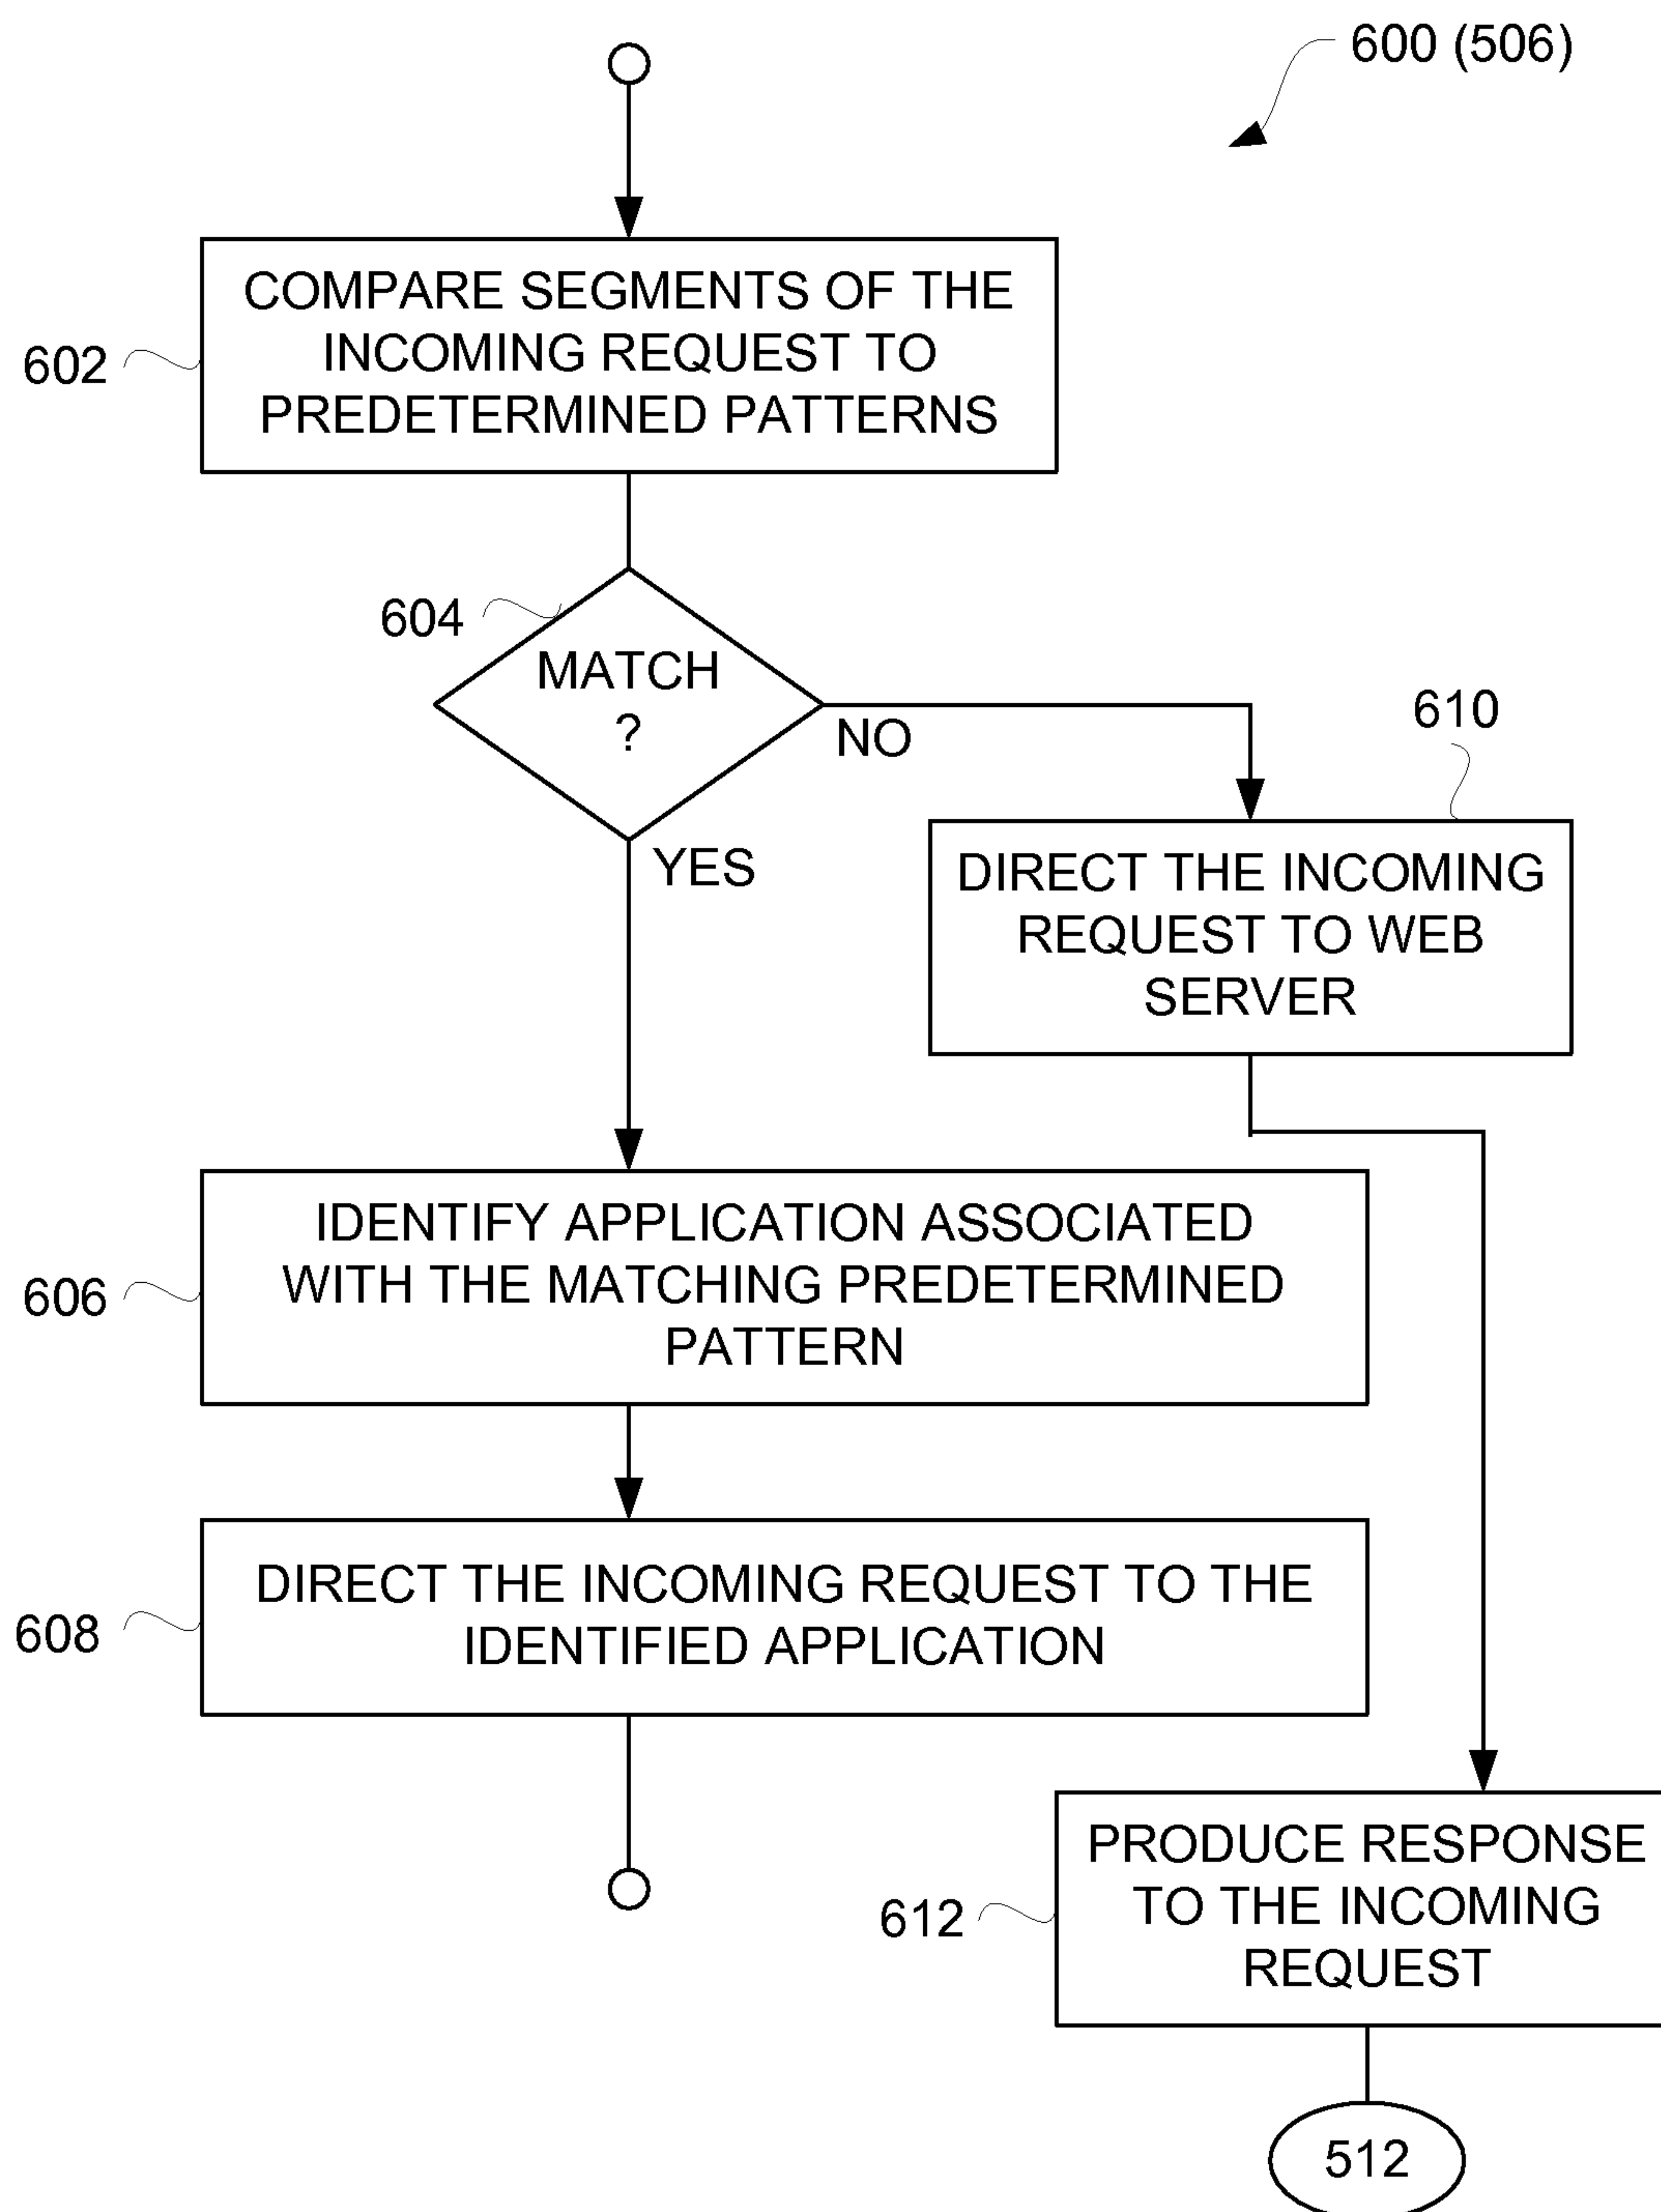 600 (506)
COMPARE SEGMENTS OF THE
INCOMING REQUEST TO
PREDETERMINED PATTERNS
602
604
MATCH
?
NO
YES
610
DIRECT THE INCOMING
REQUEST TO WEB
SERVER
IDENTIFY APPLICATION ASSOCIATED
WITH THE MATCHING PREDETERMINED
PATTERN
606
DIRECT THE INCOMING REQUEST TO THE
IDENTIFIED APPLICATION
608
PRODUCE RESPONSE
TO THE INCOMING
REQUEST
612
512